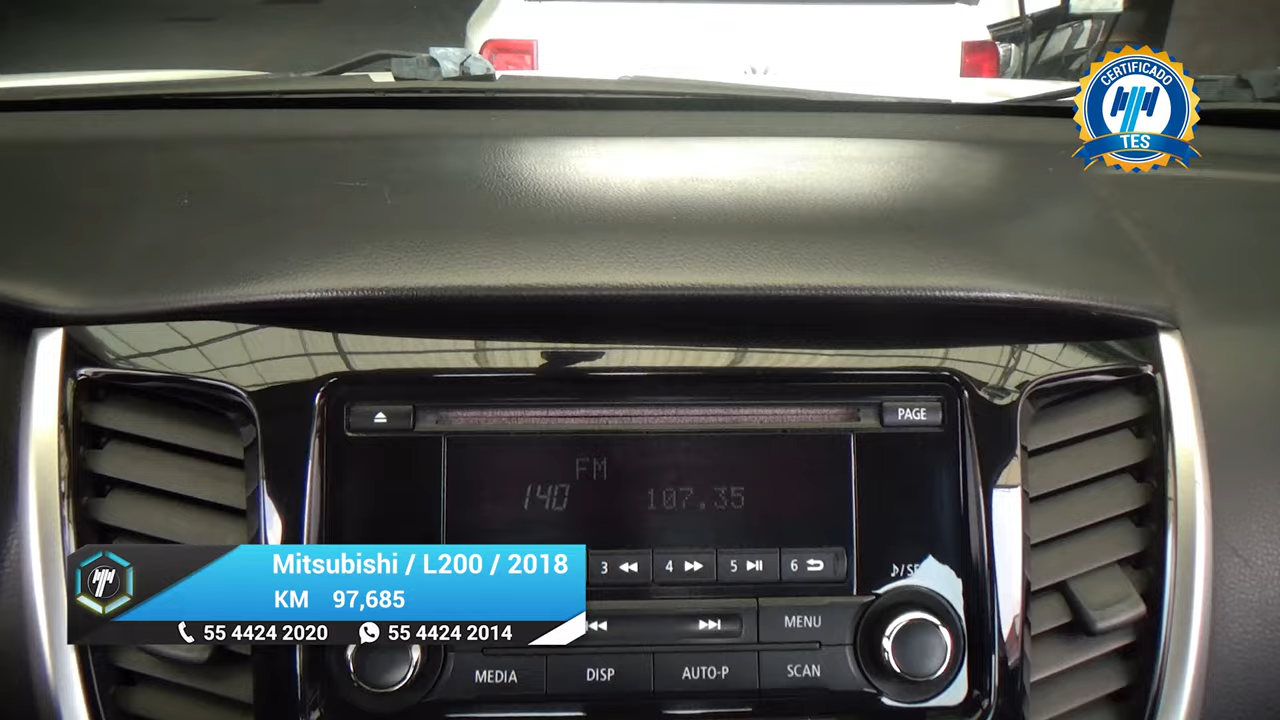 CERTIFICADO
TES
PAGE
FM
140 107.35
3 4 5 6
♪/SE
MENU
MEDIA DISP AUTO-P SCAN
Mitsubishi / L200 / 2018
KM 97,685
55 4424 2020 55 4424 2014